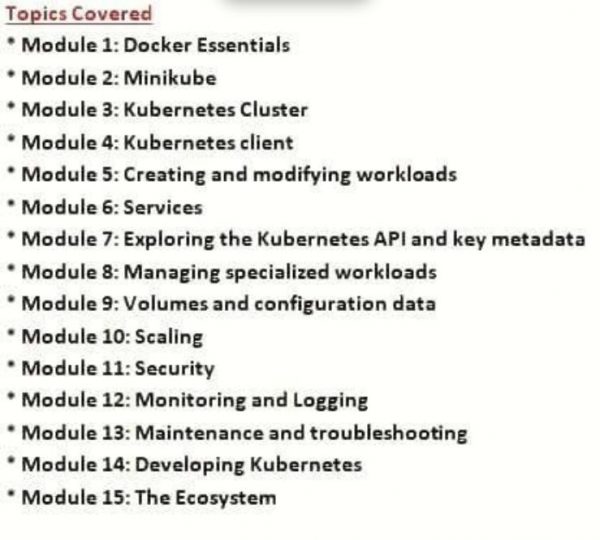 Topics Covered
* Module 1: Docker Essentials
* Module 2: Minikube
* Module 3: Kubernetes Cluster
* Module 4: Kubernetes client
* Module 5: Creating and modifying workloads
* Module 6: Services
* Module 7: Exploring the Kubernetes API and key metadata
* Module 8: Managing specialized workloads
* Module 9: Volumes and configuration data
* Module 10: Scaling
* Module 11: Security
* Module 12: Monitoring and Logging
* Module 13: Maintenance and troubleshooting
* Module 14: Developing Kubernetes
* Module 15: The Ecosystem